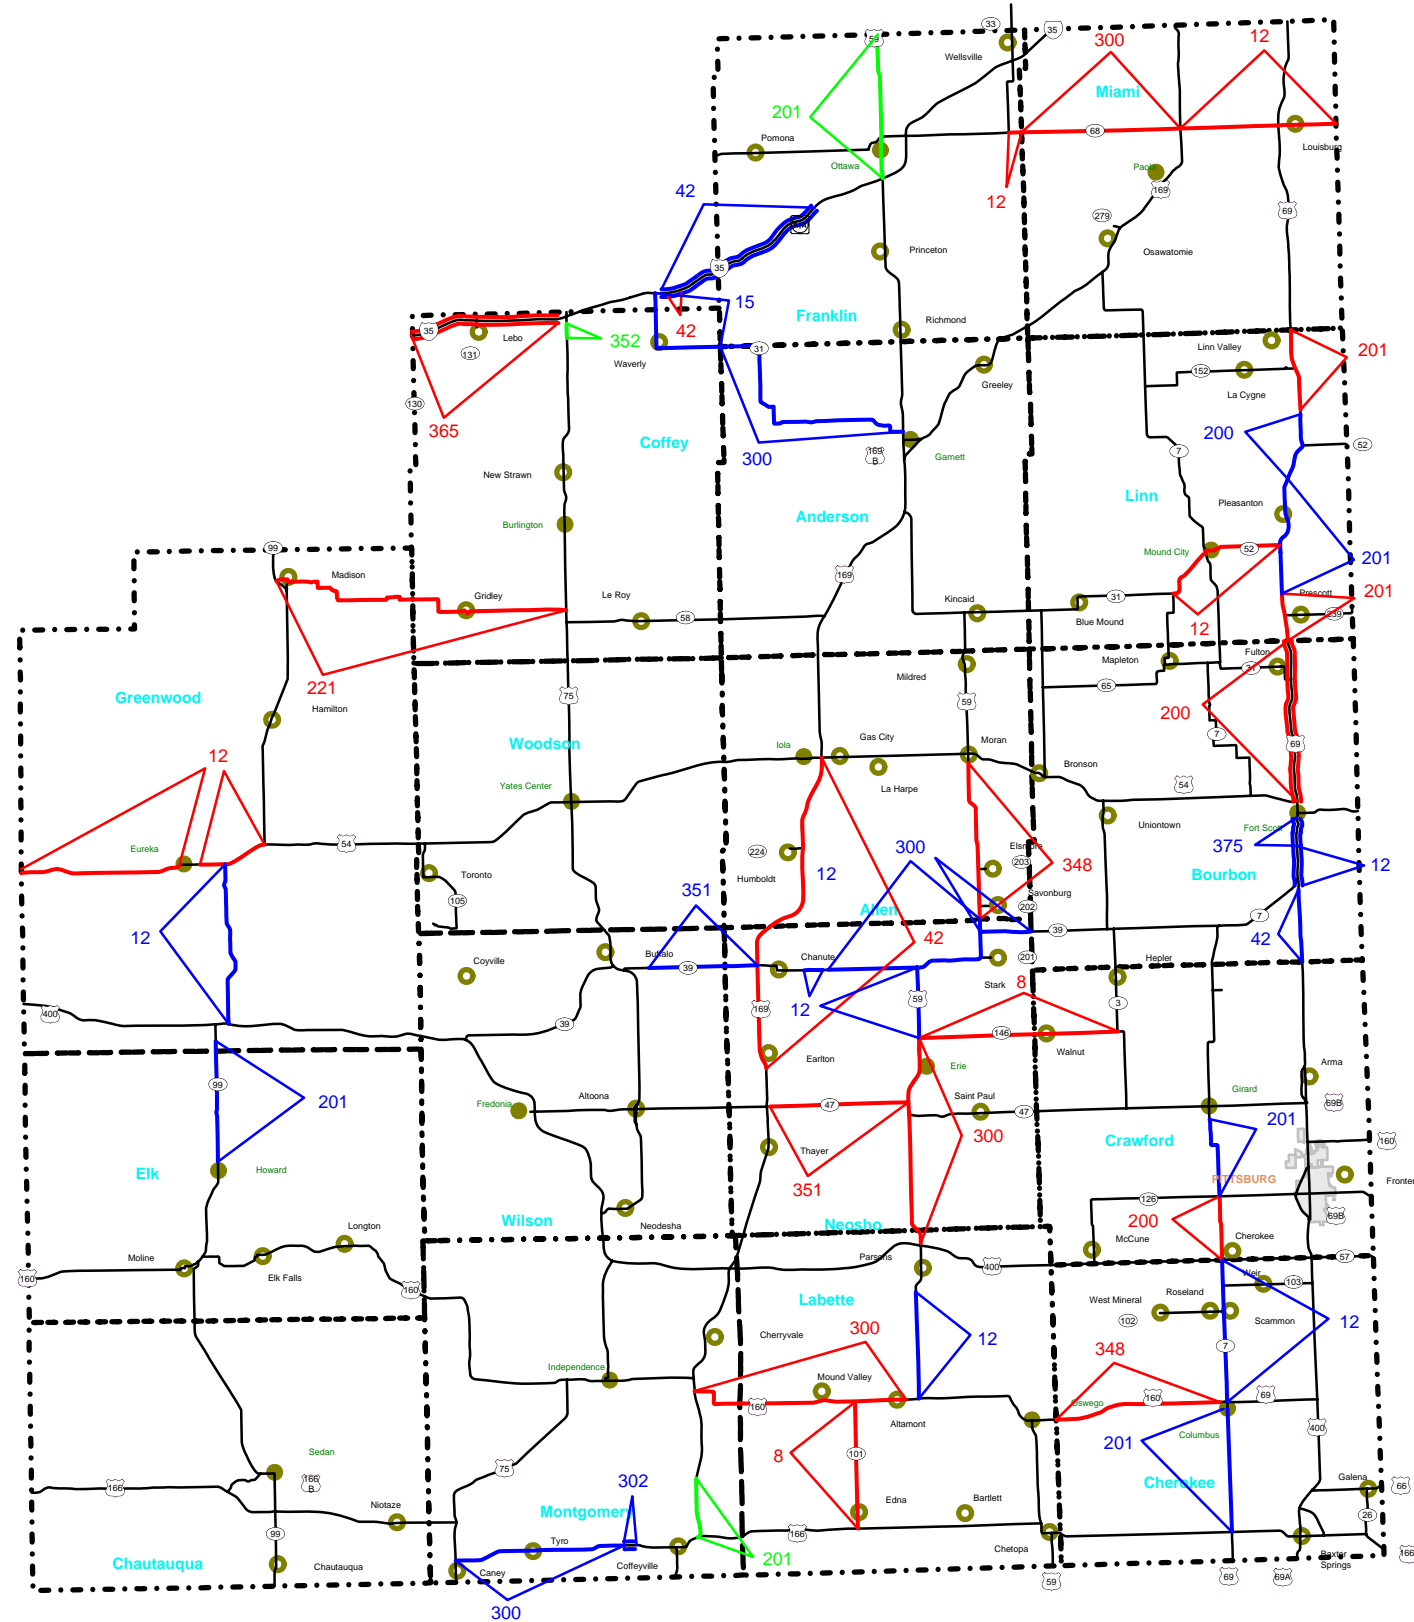 33
35
59
Wellsville
300
12
Miami
201
68
Pomona
Ottawa
Louisburg
Paola
169
12
42
279
69
Princeton
Osawatomie
35
15
Franklin
42
Richmond
35
Lebo
131
352
Waverly
31
Linn Valley
201
Greeley
152
La Cygne
130
365
Coffey
300
169
B
Garnett
200
52
7
New Strawn
Linn
Pleasanton
Burlington
Anderson
99
Mound City
52
201
Madison
169
Gridley
Le Roy
Kincaid
31
Prescott
201
58
Blue Mound
239
12
Mapleton
Fulton
31
221
Mildred
65
Greenwood
75
59
Hamilton
200
7
Woodson
Iola
Gas City
Moran
69
12
Bronson
54
Yates Center
La Harpe
Uniontown
Fort Scott
Eureka
54
224
300
Elsmore
203
348
375
12
Toronto
Humboldt
12
Bourbon
351
Savonburg
105
202
Allen
7
12
42
39
42
Buffalo
39
Chanute
201
Hepler
Coyville
Stark
8
400
39
169
12
59
3
146
Earlton
Walnut
Arma
99
Erie
Girard
201
Fredonia
Altoona
47
Saint Paul
47
69B
201
300
Crawford
160
Thayer
Elk
Howard
351
PITTSBURG
Frontenac
126
Wilson
Neosho
200
69B
Longton
Neodesha
McCune
Cherokee
Moline
Parsons
57
160
Elk Falls
400
Weir
160
103
Labette
West Mineral
Roseland
102
Scammon
12
Cherryvale
300
12
7
348
Independence
Mound Valley
Oswego
160
69
160
Altamont
201
Columbus
400
Sedan
8
101
75
302
Cherokee
Galena
166
166
B
66
Niotaze
Montgomery
Edna
Bartlett
26
99
166
Tyro
Chetopa
Chautauqua
Chautauqua
Coffeyville
201
Baxter
Springs
166
Caney
59
69
69A
300